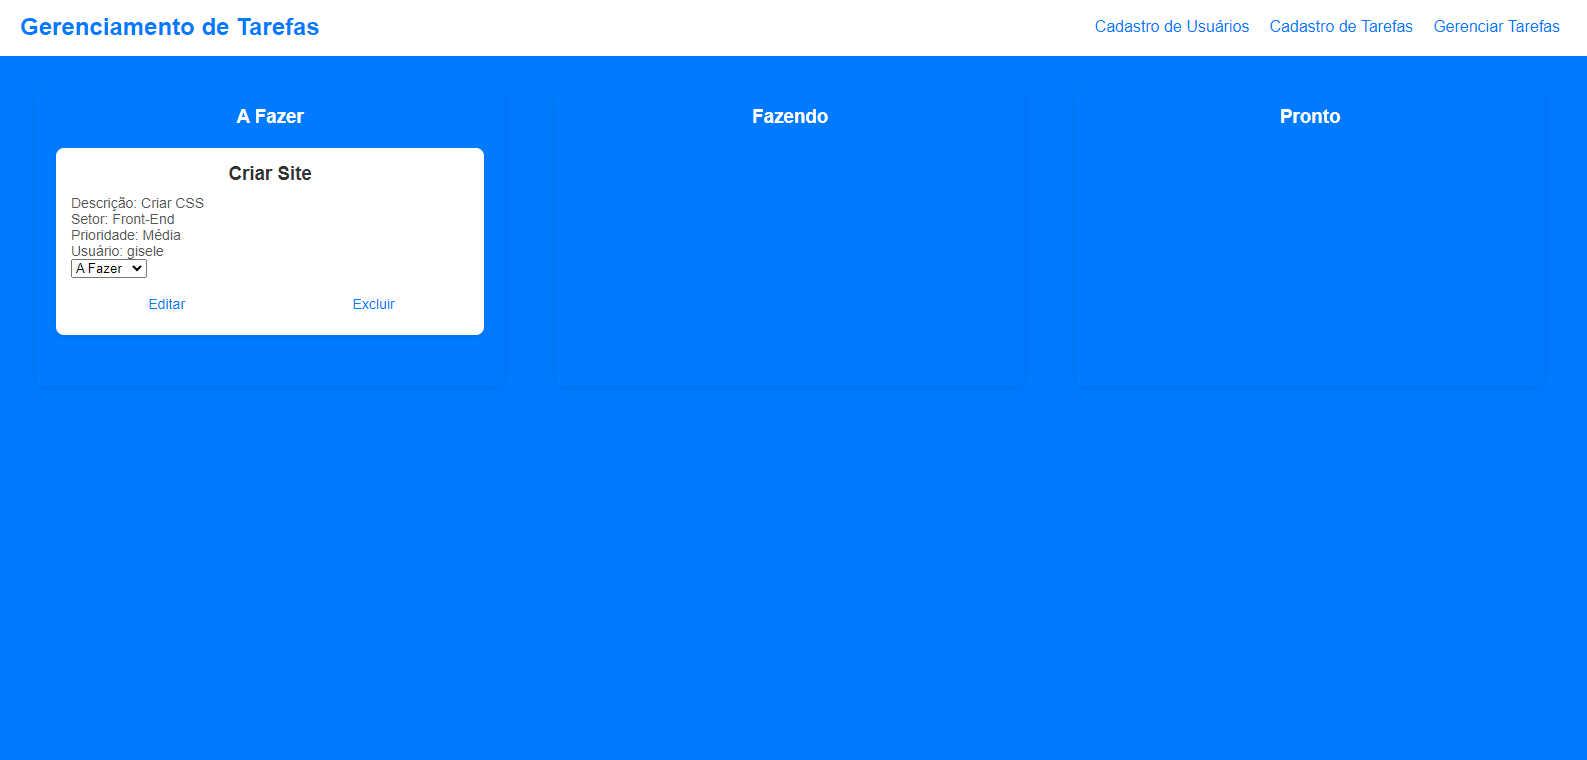 Gerenciamento de Tarefas
Cadastro de Usuários Cadastro de Tarefas Gerenciar Tarefas
A Fazer
Criar Site
Descrição: Criar CSS
Setor: Front-End
Prioridade: Média
Usuário: gisele
A Fazer
Editar Excluir
Fazendo
Pronto